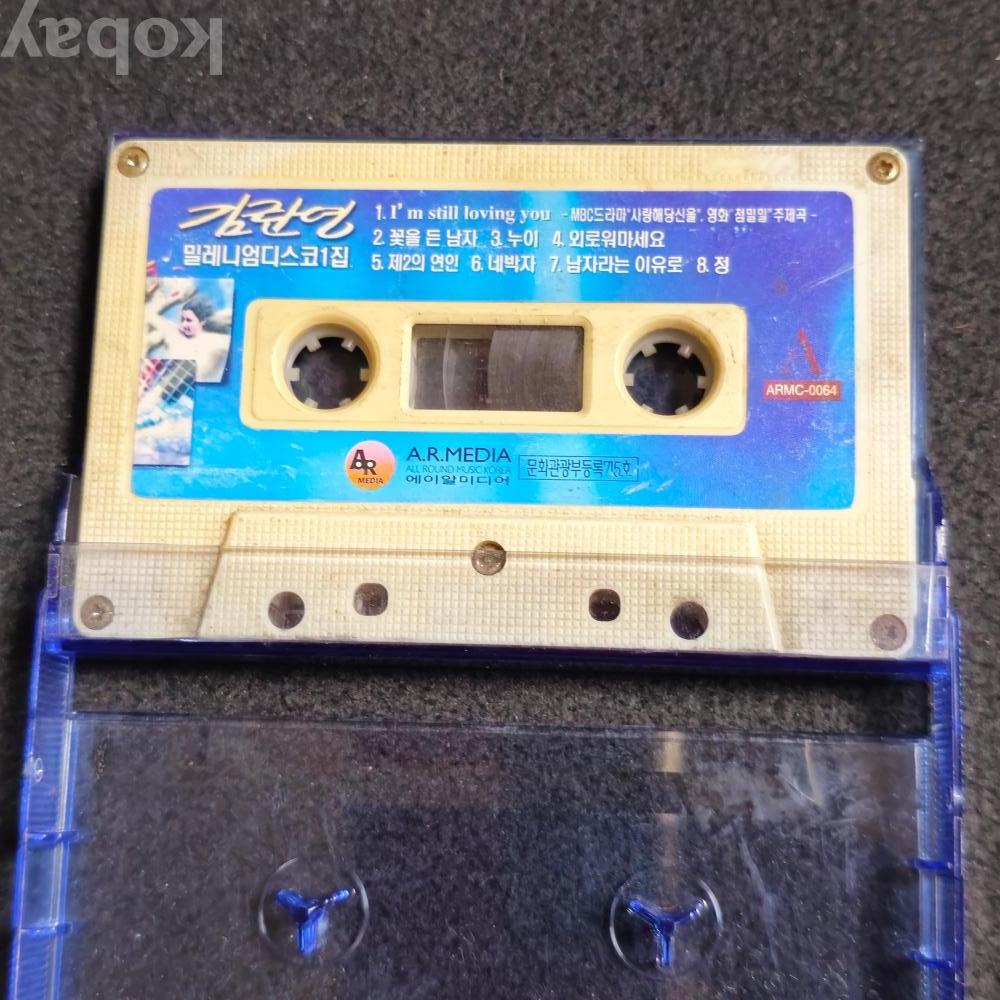 kobay
김란영
밀레니엄디스코1집
1. I'm still loving you - MBC드라마"사랑해당신을", 영화"첨밀밀"주제곡 -
2. 꽃을 든 남자 3. 누이 4. 외로워마세요
5. 제2의 연인 6. 네박자 7. 남자라는 이유로 8. 정
A
ARMC-0064
AR
MEDIA
A.R.MEDIA
ALL ROUND MUSIC KOREA
에이알미디어
문화관광부등록715호